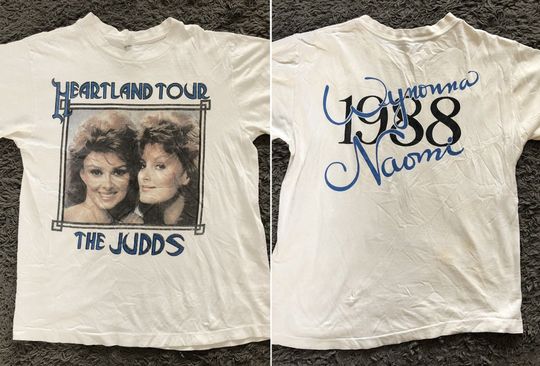 HEARTLAND TOUR
THE JUDDS
Wynonna
1988
&
Naomi